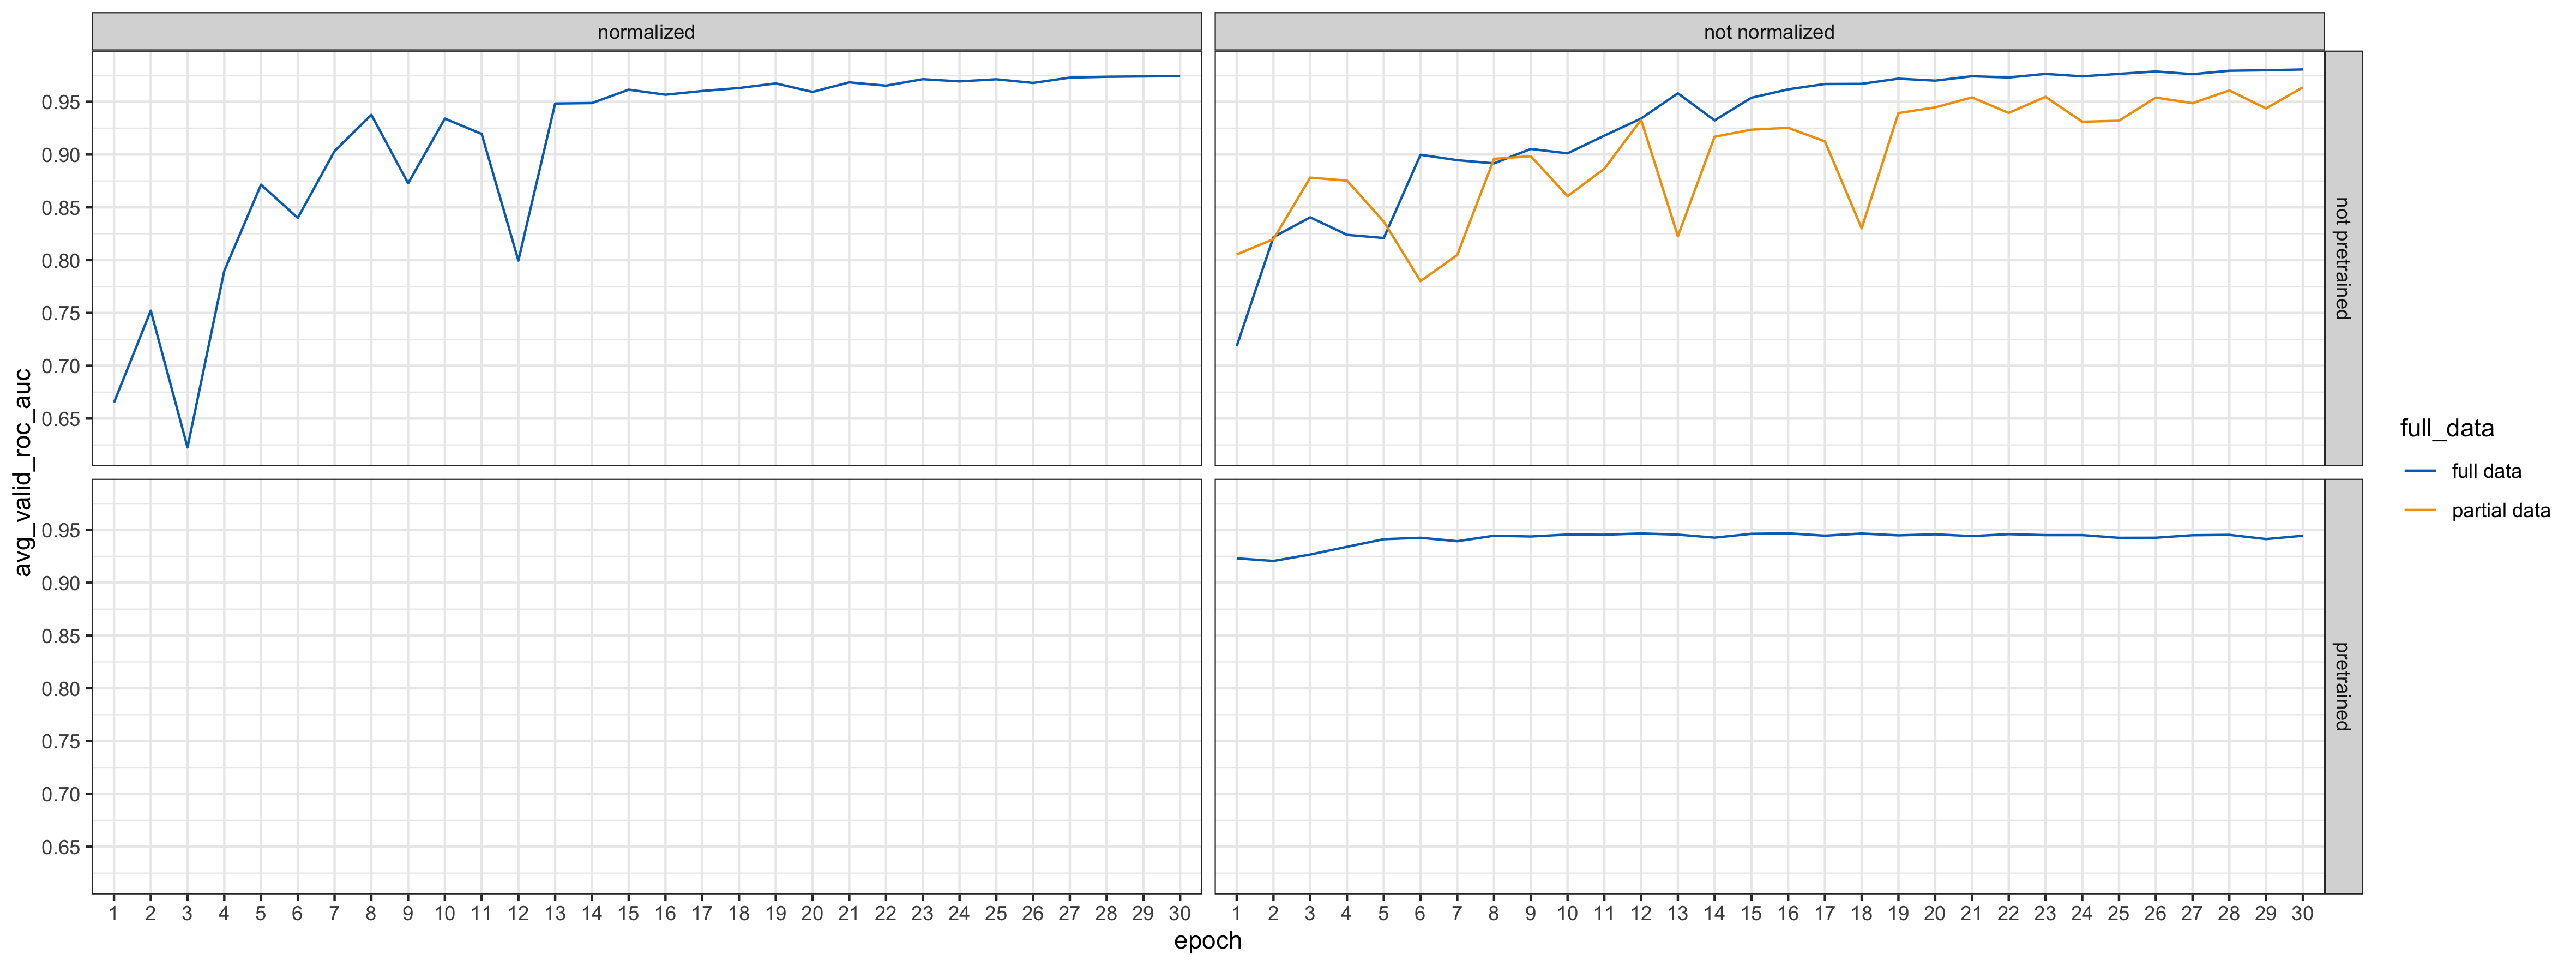 normalized
not normalized
0.95
0.90
0.85
0.80
0.75
0.70
0.65
not pretrained
0.95
0.90
0.85
0.80
0.75
0.70
0.65
pretrained
avg_valid_roc_auc
1 2 3 4 5 6 7 8 9 10 11 12 13 14 15 16 17 18 19 20 21 22 23 24 25 26 27 28 29 30
1 2 3 4 5 6 7 8 9 10 11 12 13 14 15 16 17 18 19 20 21 22 23 24 25 26 27 28 29 30
epoch
full_data
full data
partial data